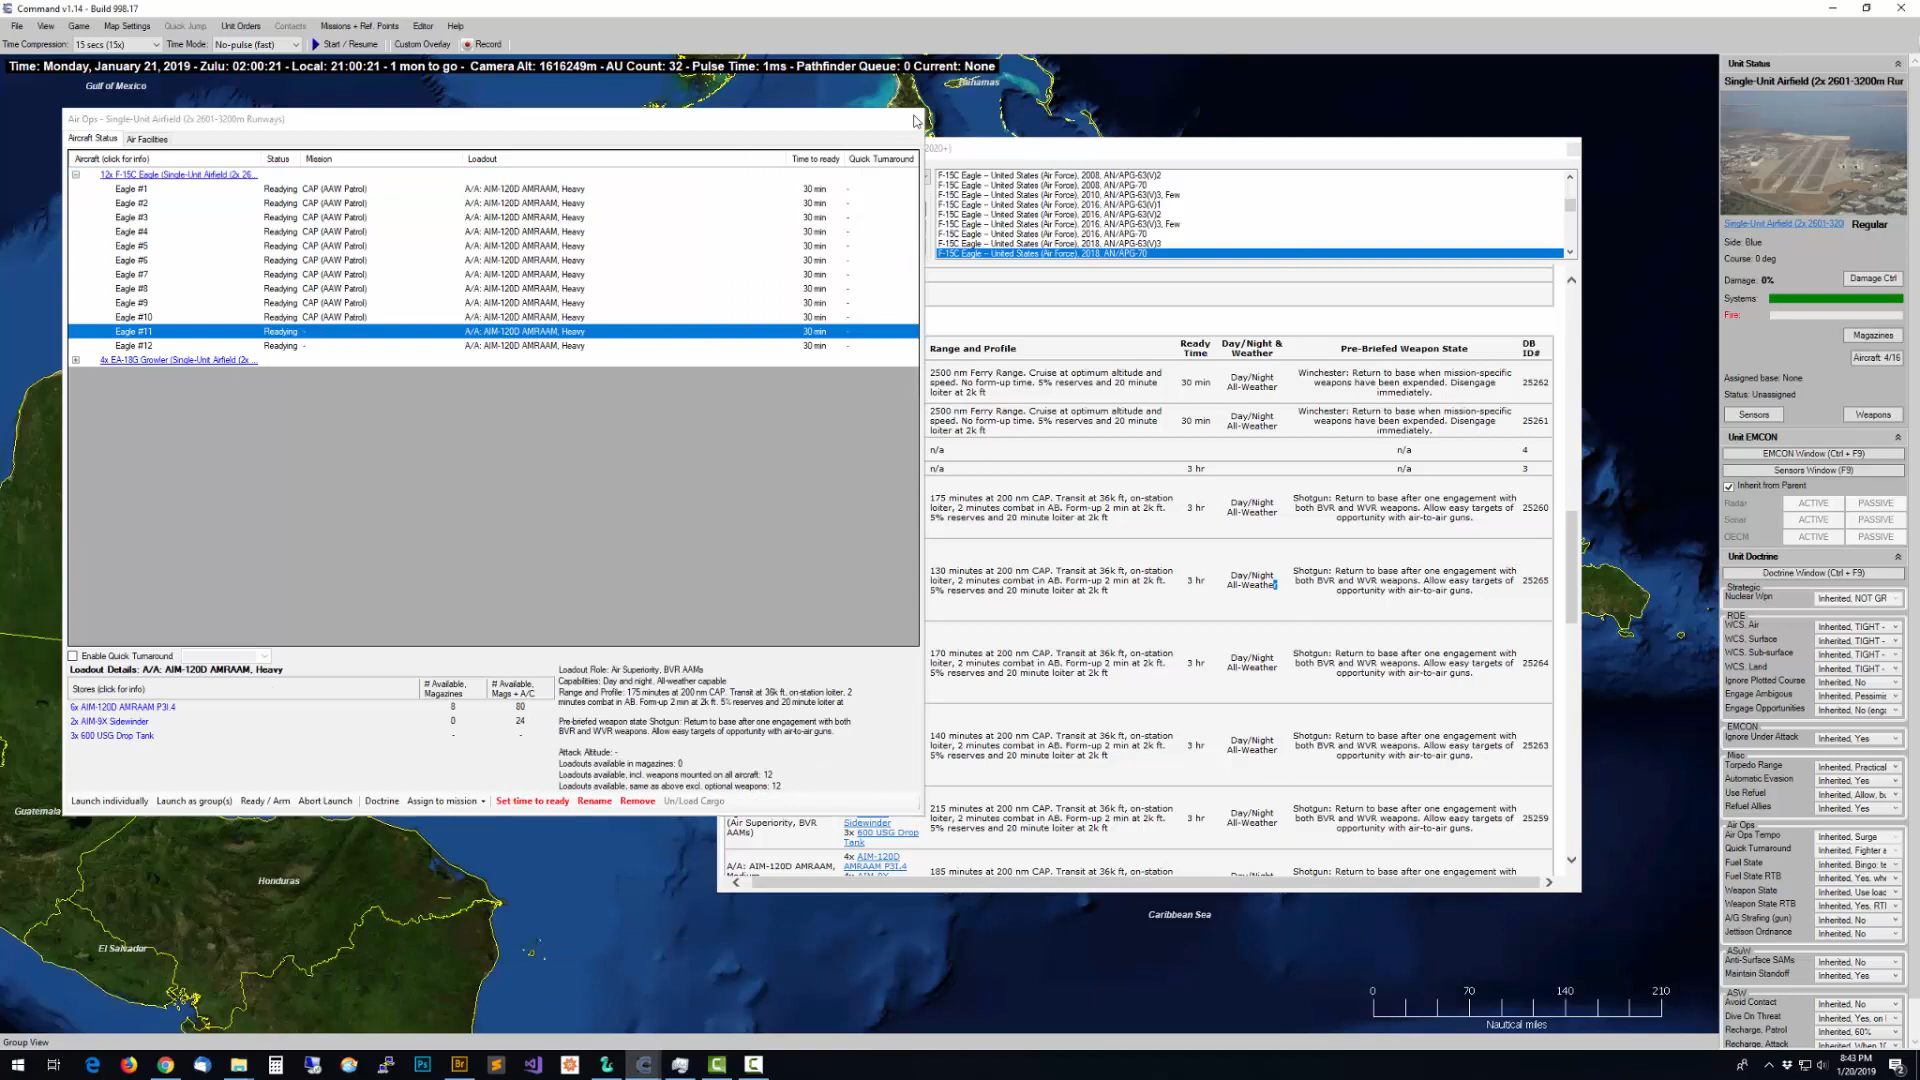 Command v1.14 - Build 998.17
File View Game Map Settings Quick Jump Unit Orders Contacts Missions + Ref. Points Editor Help
Time Compression: 15 secs (15x) Time Mode: No-pulse (fast) Start / Resume Custom Overlay Record
Time: Monday, January 21, 2019 - Zulu: 02:00:21 - Local: 21:00:21 - 1 mon to go - Camera Alt: 1616249m - AU Count: 32 - Pulse Time: 1ms - Pathfinder Queue: 0 Current: None
Gulf of Mexico
Bahamas
Air Ops - Single-Unit Airfield (2x 2601-3200m Runways)
Aircraft Status Air Facilities
Aircraft (click for info) Status Mission Loadout Time to ready Quick Turnaround
12x F-15C Eagle (Single-Unit Airfield (2x 26...
Eagle #1 Readying CAP (AAW Patrol) A/A: AIM-120D AMRAAM, Heavy 30 min -
Eagle #2 Readying CAP (AAW Patrol) A/A: AIM-120D AMRAAM, Heavy 30 min -
Eagle #3 Readying CAP (AAW Patrol) A/A: AIM-120D AMRAAM, Heavy 30 min -
Eagle #4 Readying CAP (AAW Patrol) A/A: AIM-120D AMRAAM, Heavy 30 min -
Eagle #5 Readying CAP (AAW Patrol) A/A: AIM-120D AMRAAM, Heavy 30 min -
Eagle #6 Readying CAP (AAW Patrol) A/A: AIM-120D AMRAAM, Heavy 30 min -
Eagle #7 Readying CAP (AAW Patrol) A/A: AIM-120D AMRAAM, Heavy 30 min -
Eagle #8 Readying CAP (AAW Patrol) A/A: AIM-120D AMRAAM, Heavy 30 min -
Eagle #9 Readying CAP (AAW Patrol) A/A: AIM-120D AMRAAM, Heavy 30 min -
Eagle #10 Readying CAP (AAW Patrol) A/A: AIM-120D AMRAAM, Heavy 30 min -
Eagle #11 Readying - A/A: AIM-120D AMRAAM, Heavy 30 min -
Eagle #12 Readying - A/A: AIM-120D AMRAAM, Heavy 30 min -
4x EA-18G Growler (Single-Unit Airfield (2x ...
Enable Quick Turnaround
Loadout Details: A/A: AIM-120D AMRAAM, Heavy
Stores (click for info) # Available, Magazines # Available, Mags + A/C
6x AIM-120D AMRAAM P3I.4 8 80
2x AIM-9X Sidewinder 0 24
3x 600 USG Drop Tank - -
Loadout Role: Air Superiority, BVR AAMs
Capabilities: Day and night, All-weather capable
Range and Profile: 175 minutes at 200 nm CAP. Transit at 36k ft, on-station loiter, 2
minutes combat in AB. Form-up 2 min at 2k ft. 5% reserves and 20 minute loiter at
Pre-briefed weapon state Shotgun: Return to base after one engagement with both
BVR and WVR weapons. Allow easy targets of opportunity with air-to-air guns.
Attack Altitude: -
Loadouts available in magazines: 0
Loadouts available, incl. weapons mounted on all aircraft: 12
Loadouts available, same as above excl. optional weapons: 12
Launch individually Launch as group(s) Ready / Arm Abort Launch Doctrine Assign to mission Set time to ready Rename Remove Un/Load Cargo
2020+)
F-15C Eagle -- United States (Air Force), 2008, AN/APG-63(V)2
F-15C Eagle -- United States (Air Force), 2008, AN/APG-70
F-15C Eagle -- United States (Air Force), 2010, AN/APG-63(V)3, Few
F-15C Eagle -- United States (Air Force), 2016, AN/APG-63(V)1
F-15C Eagle -- United States (Air Force), 2016, AN/APG-63(V)2
F-15C Eagle -- United States (Air Force), 2016, AN/APG-63(V)3, Few
F-15C Eagle -- United States (Air Force), 2016, AN/APG-70
F-15C Eagle -- United States (Air Force), 2018, AN/APG-63(V)3
F-15C Eagle -- United States (Air Force), 2018, AN/APG-70
Range and Profile Ready Time Day/Night & Weather Pre-Briefed Weapon State DB ID#
2500 nm Ferry Range. Cruise at optimum altitude and speed. No form-up time. 5% reserves and 20 minute loiter at 2k ft 30 min Day/Night All-Weather Winchester: Return to base when mission-specific weapons have been expended. Disengage immediately. 25262
2500 nm Ferry Range. Cruise at optimum altitude and speed. No form-up time. 5% reserves and 20 minute loiter at 2k ft 30 min Day/Night All-Weather Winchester: Return to base when mission-specific weapons have been expended. Disengage immediately. 25261
n/a n/a 4
n/a 3 hr n/a 3
175 minutes at 200 nm CAP. Transit at 36k ft, on-station loiter, 2 minutes combat in AB. Form-up 2 min at 2k ft. 5% reserves and 20 minute loiter at 2k ft 3 hr Day/Night All-Weather Shotgun: Return to base after one engagement with both BVR and WVR weapons. Allow easy targets of opportunity with air-to-air guns. 25260
130 minutes at 200 nm CAP. Transit at 36k ft, on-station loiter, 2 minutes combat in AB. Form-up 2 min at 2k ft. 5% reserves and 20 minute loiter at 2k ft 3 hr Day/Night All-Weather Shotgun: Return to base after one engagement with both BVR and WVR weapons. Allow easy targets of opportunity with air-to-air guns. 25265
170 minutes at 200 nm CAP. Transit at 36k ft, on-station loiter, 2 minutes combat in AB. Form-up 2 min at 2k ft. 5% reserves and 20 minute loiter at 2k ft 3 hr Day/Night All-Weather Shotgun: Return to base after one engagement with both BVR and WVR weapons. Allow easy targets of opportunity with air-to-air guns. 25264
140 minutes at 200 nm CAP. Transit at 36k ft, on-station loiter, 2 minutes combat in AB. Form-up 2 min at 2k ft. 5% reserves and 20 minute loiter at 2k ft 3 hr Day/Night All-Weather Shotgun: Return to base after one engagement with both BVR and WVR weapons. Allow easy targets of opportunity with air-to-air guns. 25263
(Air Superiority, BVR AAMs) Sidewinder 3x 600 USG Drop Tank 215 minutes at 200 nm CAP. Transit at 36k ft, on-station loiter, 2 minutes combat in AB. Form-up 2 min at 2k ft. 5% reserves and 20 minute loiter at 2k ft 3 hr Day/Night All-Weather Shotgun: Return to base after one engagement with both BVR and WVR weapons. Allow easy targets of opportunity with air-to-air guns. 25259
A/A: AIM-120D AMRAAM, 4x AIM-120D AMRAAM P3I.4 185 minutes at 200 nm CAP. Transit at 36k ft, on-station Shotgun: Return to base after one engagement with
Guatemala
Honduras
El Salvador
Caribbean Sea
0 70 140 210
Nautical miles
Unit Status
Single-Unit Airfield (2x 2601-3200m Rur
Single-Unit Airfield (2x 2601-320 Regular
Side: Blue
Course: 0 deg
Damage: 0% Damage Ctrl
Systems:
Fire:
Magazines
Aircraft: 4/16
Assigned base: None
Status: Unassigned
Sensors Weapons
Unit EMCON
EMCON Window (Ctrl + F9)
Sensors Window (F9)
Inherit from Parent
Radar ACTIVE PASSIVE
Sonar ACTIVE PASSIVE
OECM ACTIVE PASSIVE
Unit Doctrine
Doctrine Window (Ctrl + F9)
Strategic
Nuclear Wpn Inherited, NOT GR
ROE:
WCS, Air Inherited, TIGHT -
WCS, Surface Inherited, TIGHT -
WCS, Sub-surface Inherited, TIGHT -
WCS, Land Inherited, TIGHT -
Ignore Plotted Course Inherited, No
Engage Ambiguous Inherited, Pessimis
Engage Opportunities Inherited, No (eng
EMCON
Ignore Under Attack Inherited, Yes
Misc
Torpedo Range Inherited, Practical
Automatic Evasion Inherited, Yes
Use Refuel Inherited, Allow, bu
Refuel Allies Inherited, Yes
Air Ops
Air Ops Tempo Inherited, Surge
Quick Turnaround Inherited, Fighter a
Fuel State Inherited, Bingo: te
Fuel State RTB Inherited, Yes, whe
Weapon State Inherited, Use loac
Weapon State RTB Inherited, Yes, RTI
A/G Strafing (gun) Inherited, No
Jettison Ordnance Inherited, No
ASuW
Anti-Surface SAMs Inherited, No
Maintain Standoff Inherited, Yes
ASW
Avoid Contact Inherited, No
Dive On Threat Inherited, Yes, on
Recharge, Patrol Inherited, 60%
Recharge, Attack
Group View
8:43 PM
1/20/2019